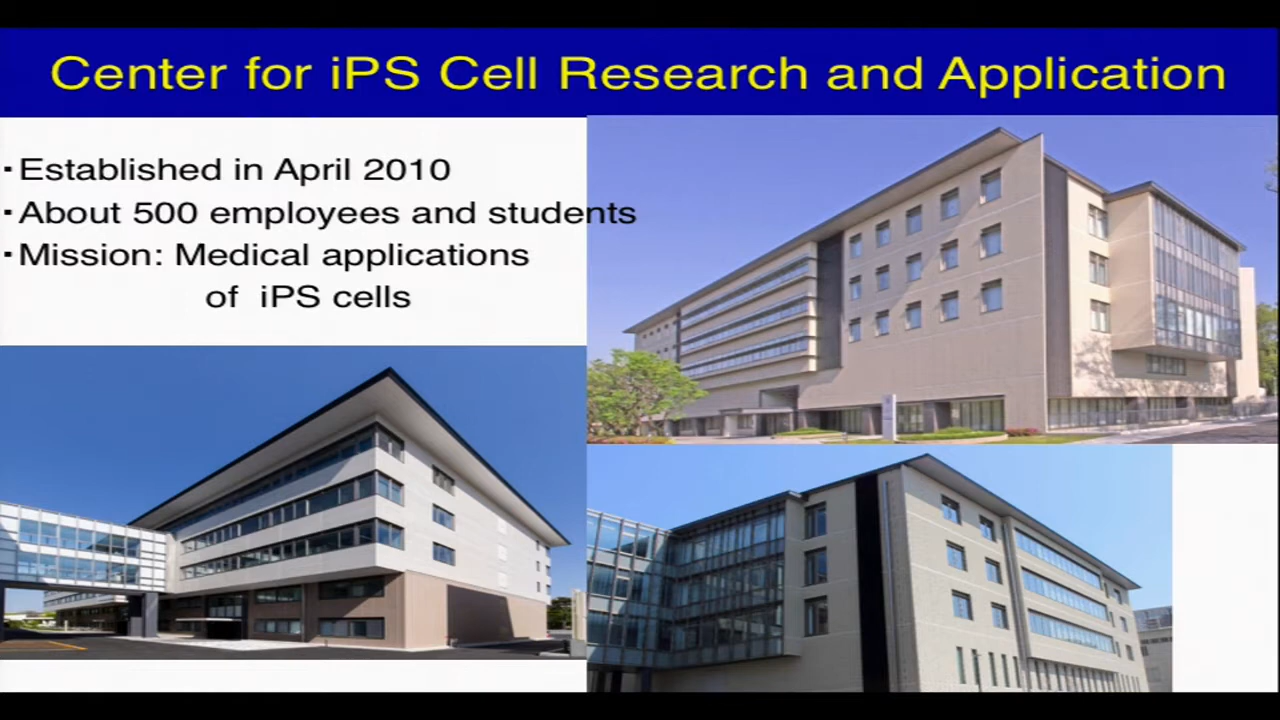 Center for iPS Cell Research and Application
·Established in April 2010
·About 500 employees and students
·Mission: Medical applications
of iPS cells